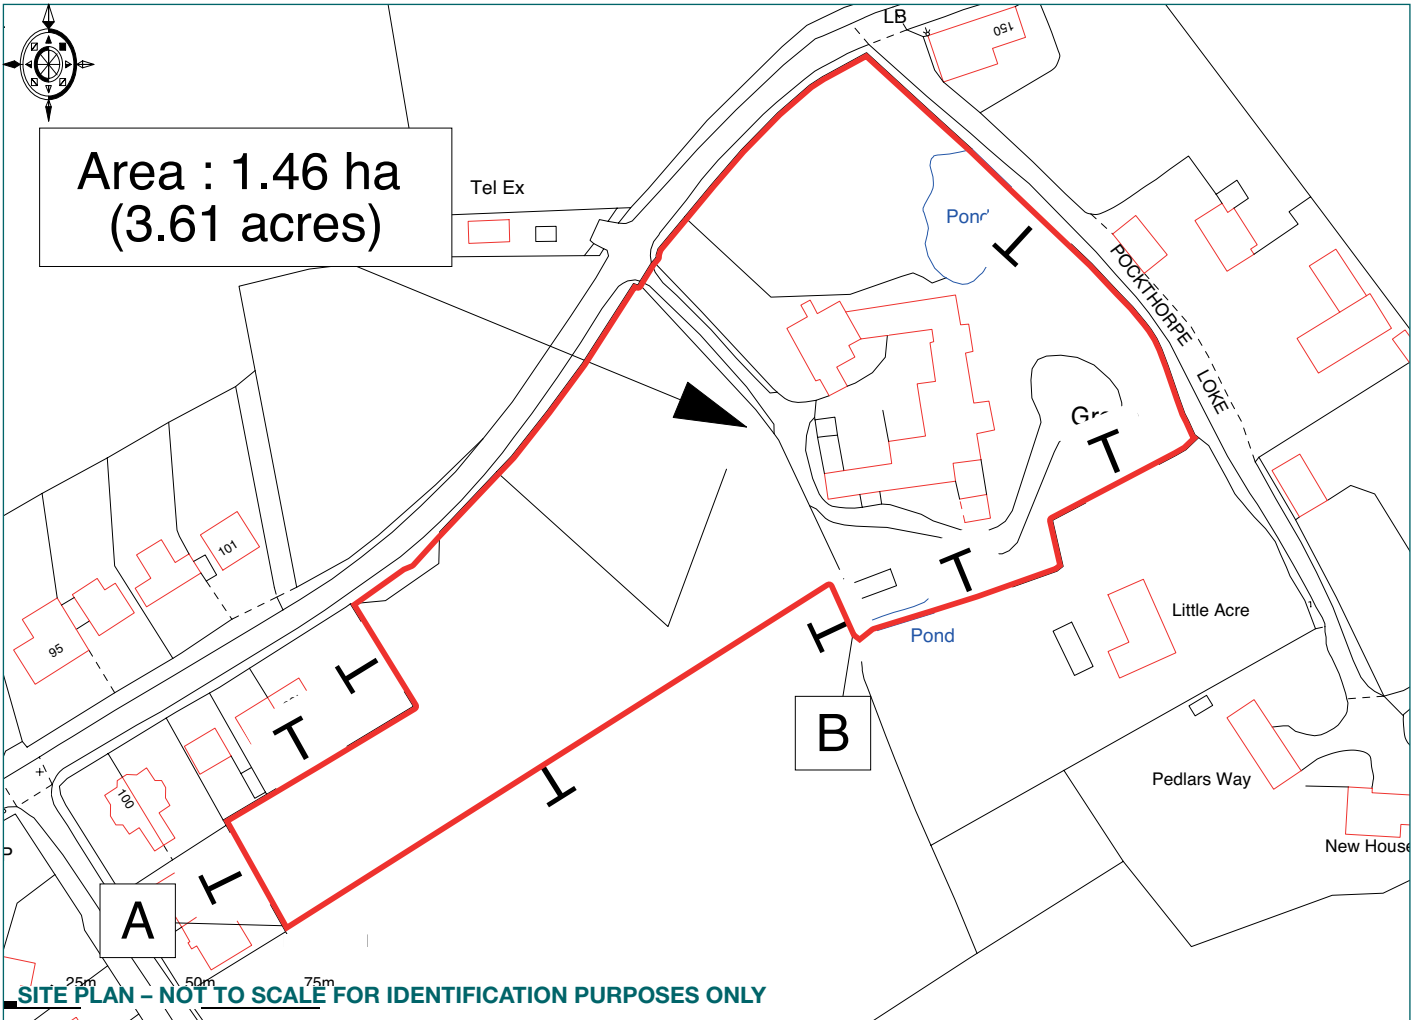 LB
150
Area : 1.46 ha
(3.61 acres)
Tel Ex
Pond
POCKTHORPE
LOKE
101
95
Little Acre
Pond
B
100
Pedlars Way
New House
A
25m
50m
75m
SITE PLAN – NOT TO SCALE FOR IDENTIFICATION PURPOSES ONLY